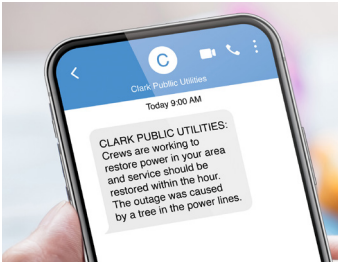 C
Clark Public Utilities
Today 9:00 AM
CLARK PUBLIC UTILITIES:
Crews are working to
restore power in your area
and service should be
restored within the hour.
The outage was caused
by a tree in the power lines.